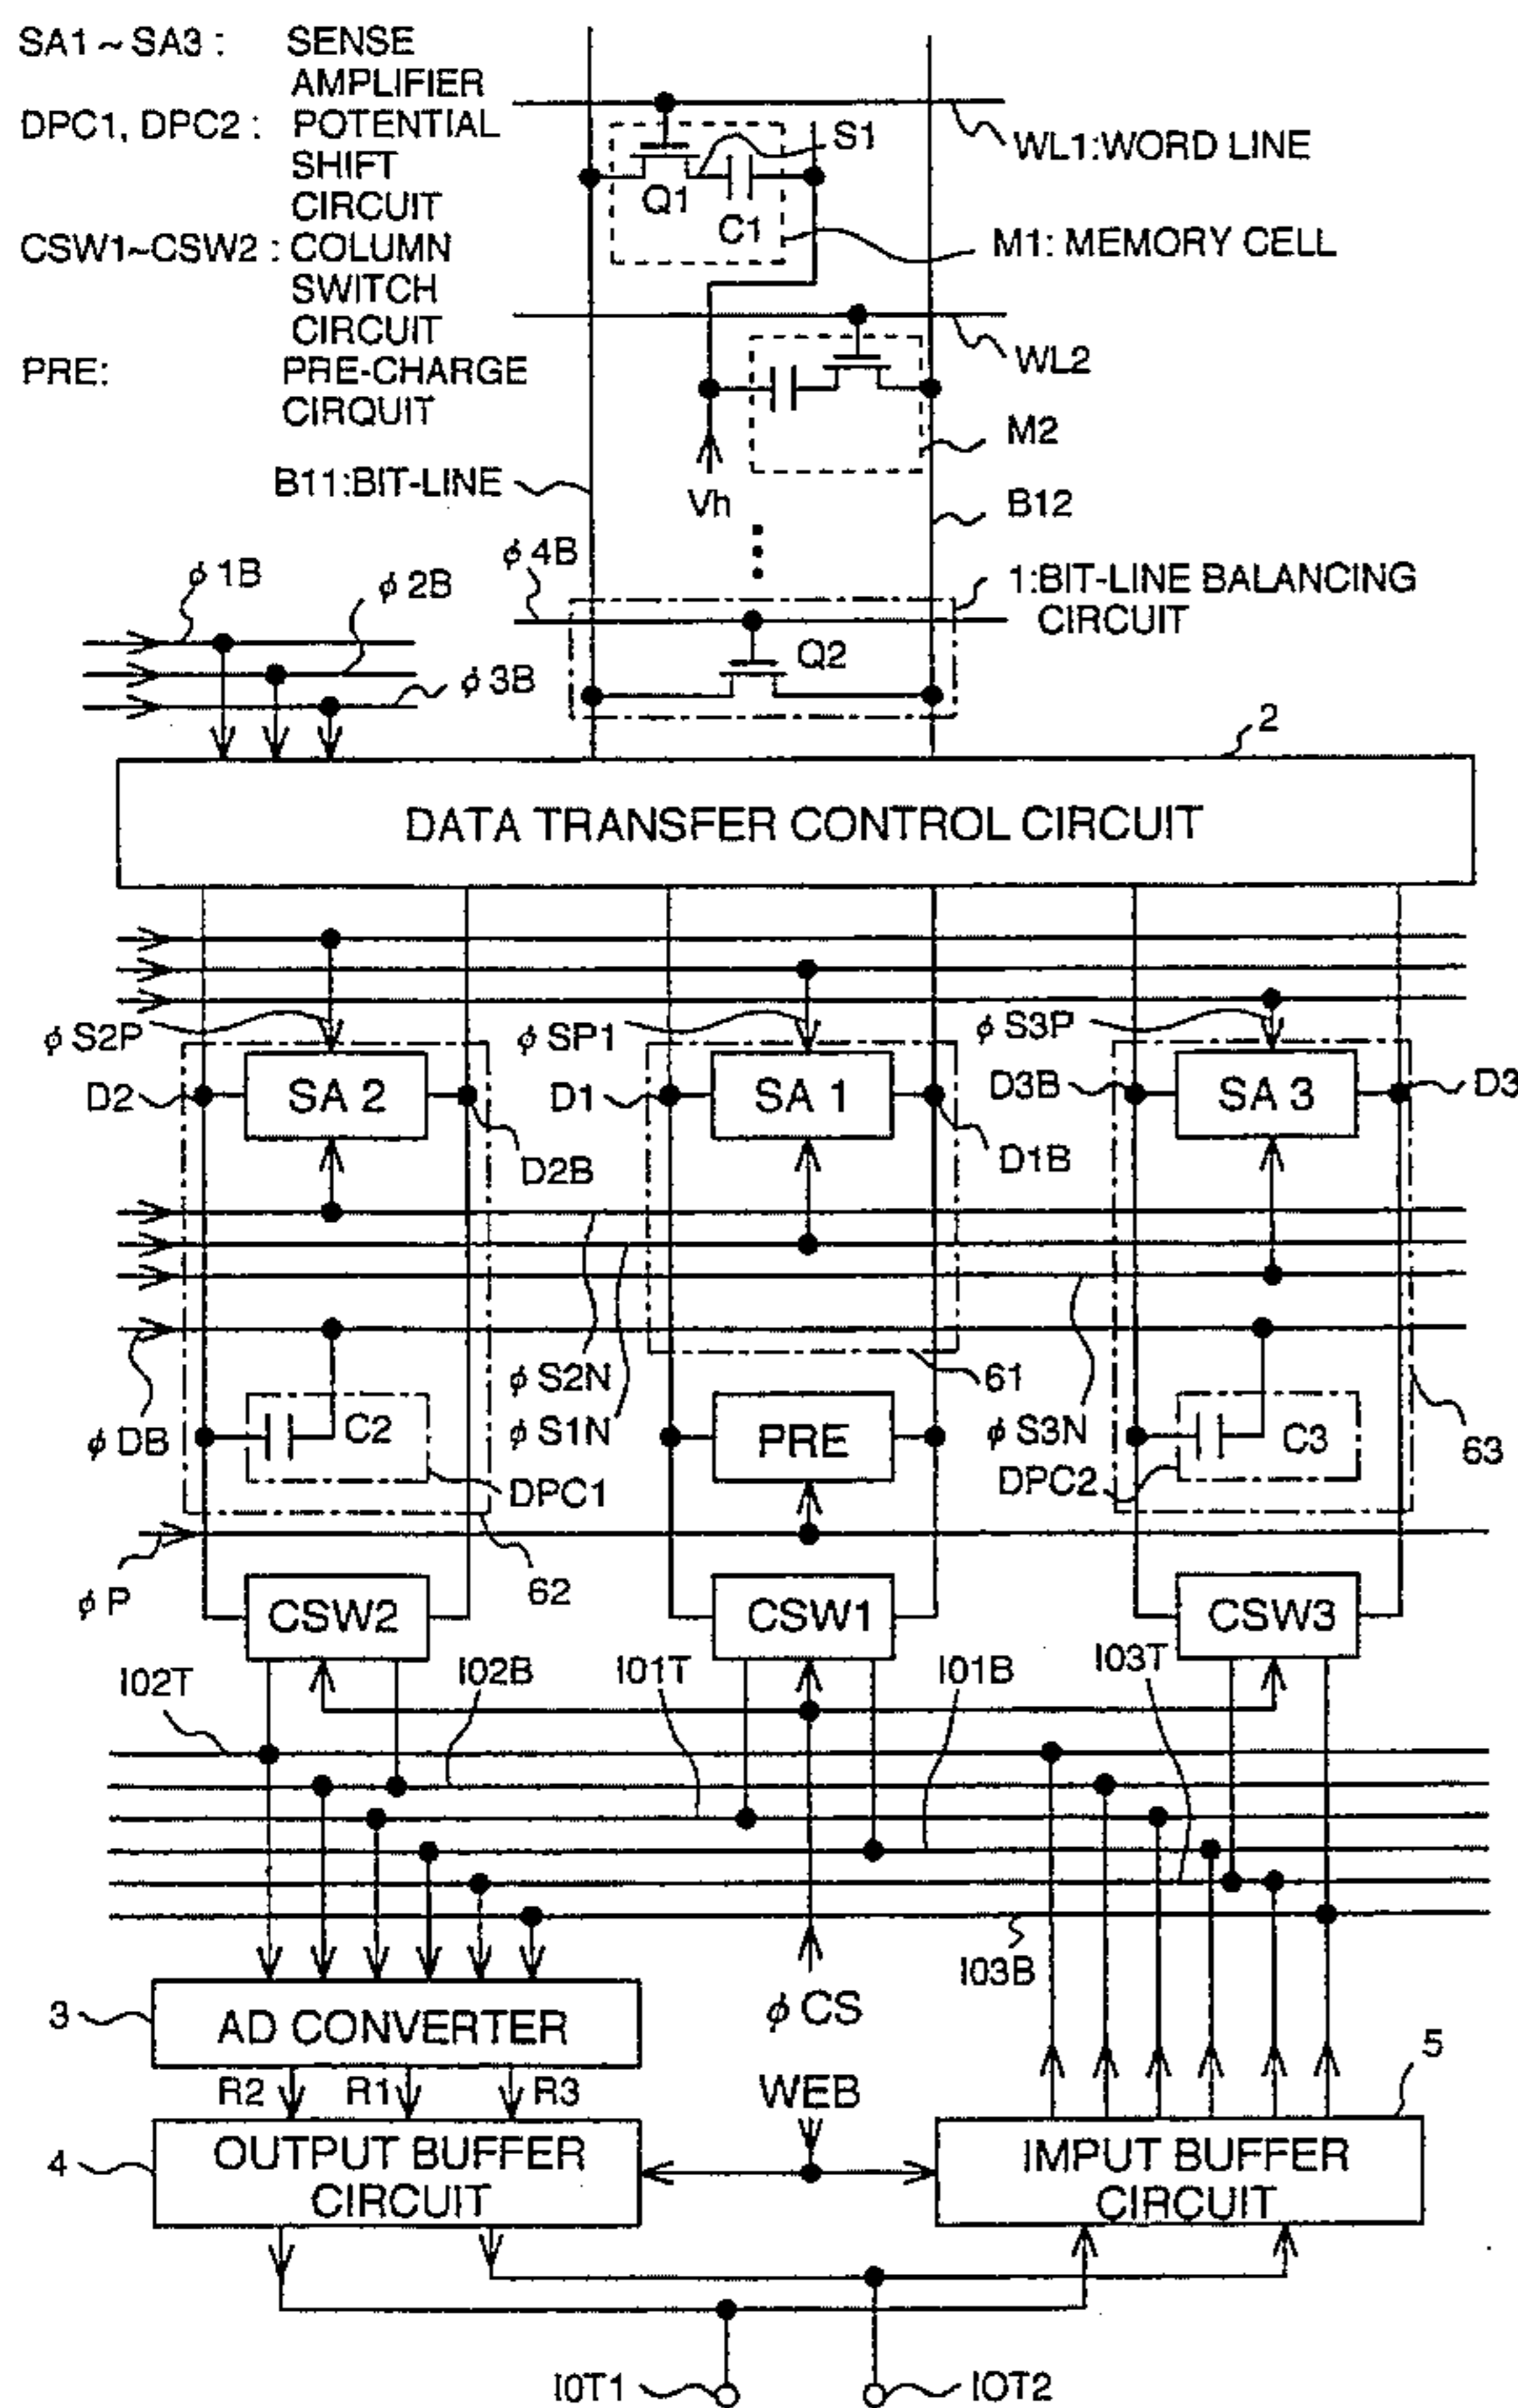 SA1 ~ SA3 : SENSE
AMPLIFIER
DPC1, DPC2 : POTENTIAL
SHIFT
CIRCUIT
CSW1~CSW2 : COLUMN
SWITCH
CIRCUIT
PRE: PRE-CHARGE
CIRQUIT
WL1:WORD LINE
S1
Q1
C1
M1: MEMORY CELL
WL2
M2
B11:BIT-LINE
Vh
B12
φ 4B
1:BIT-LINE BALANCING
CIRCUIT
φ 1B
φ 2B
φ 3B
Q2
2
DATA TRANSFER CONTROL CIRCUIT
φ S2P
φ SP1
φ S3P
D2
SA 2
D1
SA 1
D3B
SA 3
D3
D2B
D1B
φ S2N
61
φ DB
C2
φ S1N
PRE
φ S3N
C3
63
DPC1
DPC2
φ P
62
CSW2
CSW1
CSW3
I02T
I02B
I01T
I01B
I03T
I03B
3
AD CONVERTER
φ CS
R2
R1
R3
WEB
5
4
OUTPUT BUFFER
CIRCUIT
IMPUT BUFFER
CIRCUIT
I0T1
IOT2